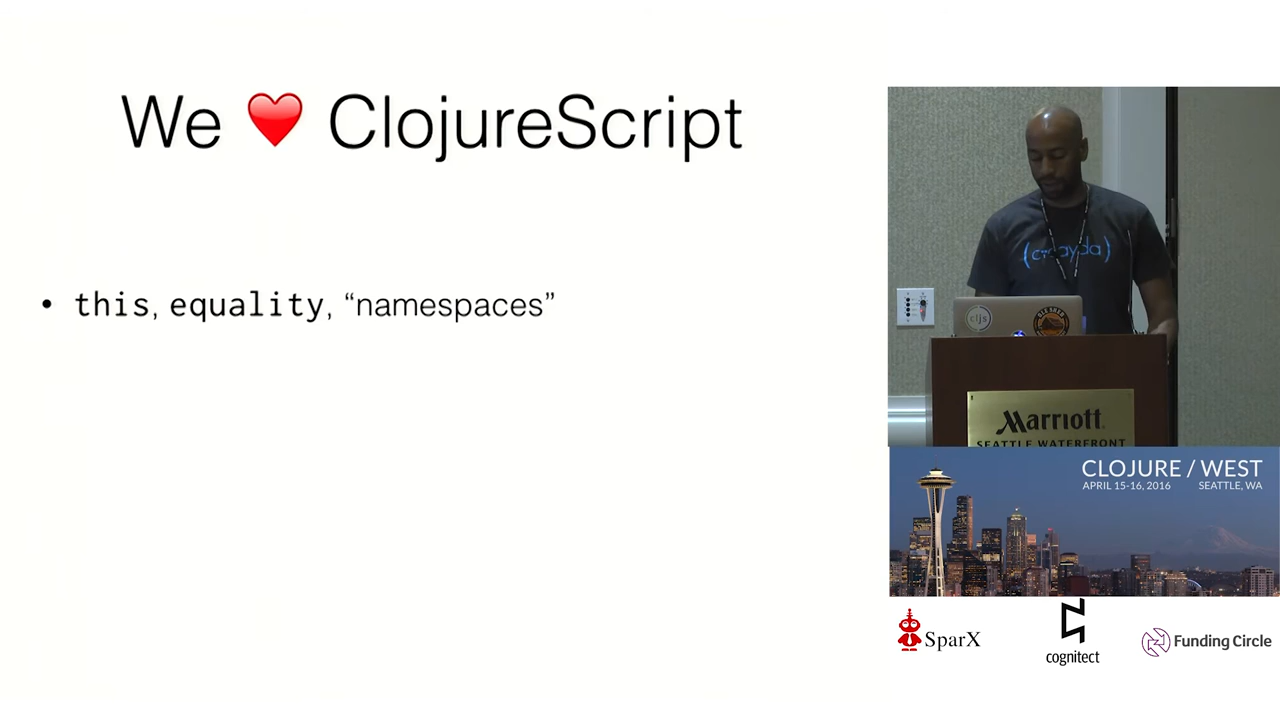 We ❤️ ClojureScript
• this, equality, “namespaces”
(creayda)
cljs
Marriott
SEATTLE WATERFRONT
CLOJURE / WEST
APRIL 15-16, 2016 SEATTLE, WA
SparX
cognitect
Funding Circle